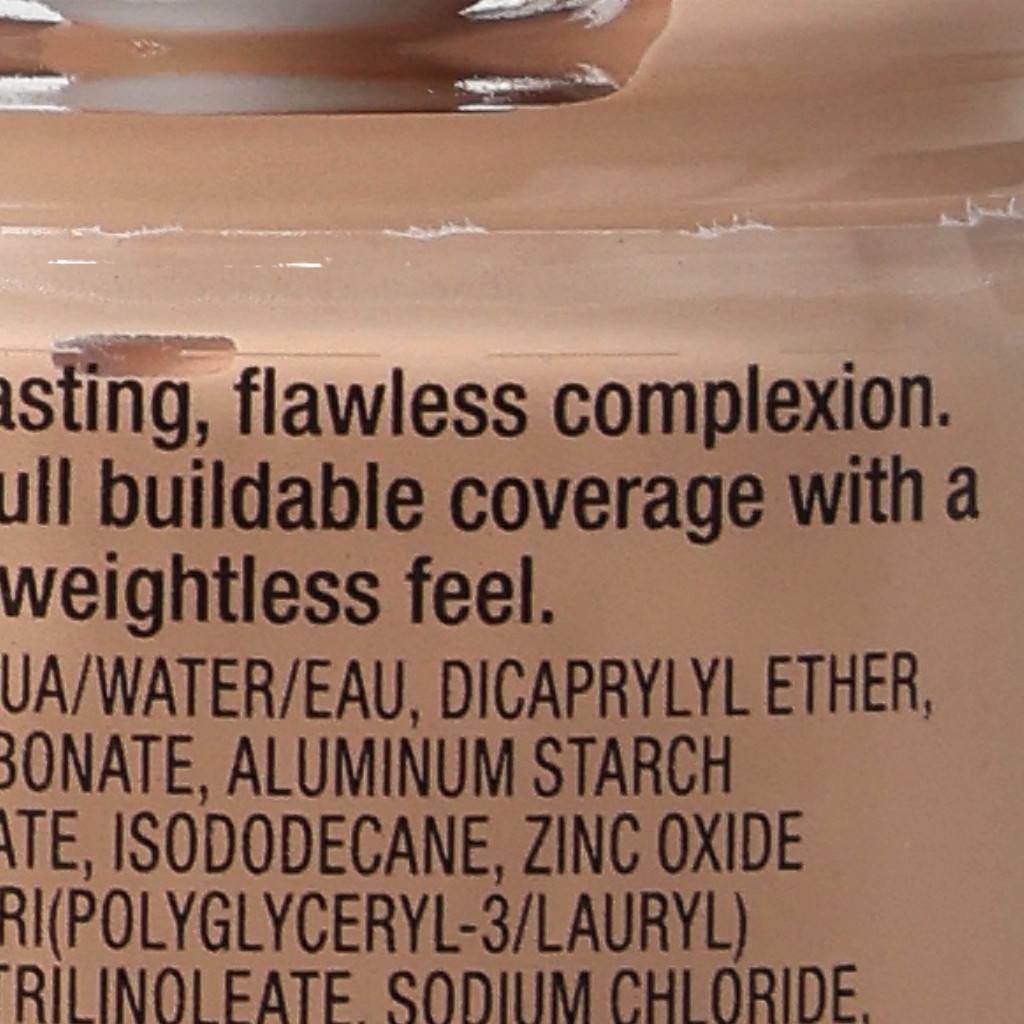 asting, flawless complexion.
ull buildable coverage with a
weightless feel.
UA/WATER/EAU, DICAPRYLYL ETHER,
BONATE, ALUMINUM STARCH
ATE, ISODODECANE, ZINC OXIDE
RI(POLYGLYCERYL-3/LAURYL)
TRILINOLEATE, SODIUM CHLORIDE,